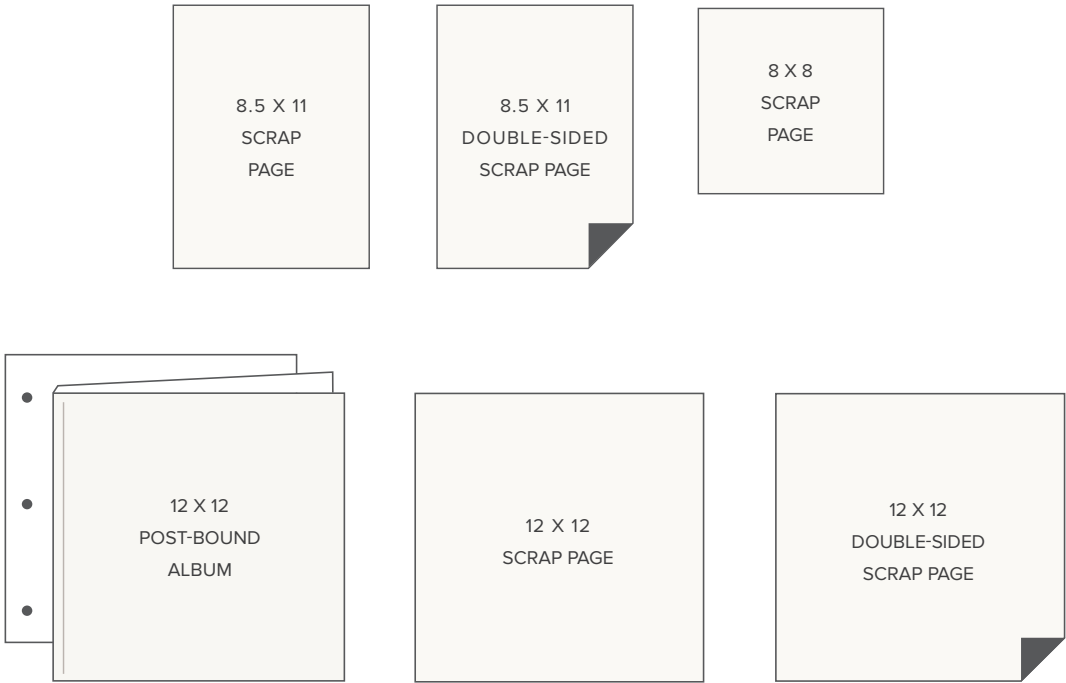 8.5 X 11
SCRAP
PAGE
8.5 X 11
DOUBLE-SIDED
SCRAP PAGE
8 X 8
SCRAP
PAGE
12 X 12
POST-BOUND
ALBUM
12 X 12
SCRAP PAGE
12 X 12
DOUBLE-SIDED
SCRAP PAGE